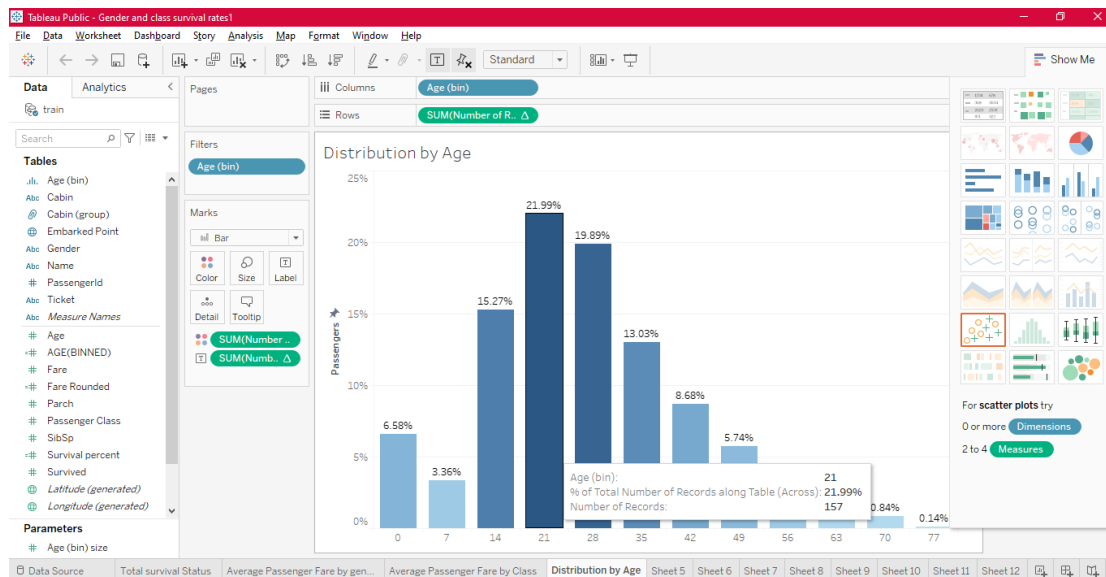 Tableau Public - Gender and class survival rates1
File Data Worksheet Dashboard Story Analysis Map Format Window Help
Standard
Show Me
Data Analytics
train
Search
Tables
Age (bin)
Abc Cabin
Cabin (group)
Embarked Point
Abc Gender
Abc Name
# PassengerId
Abc Ticket
Abc Measure Names
# Age
=# AGE(BINNED)
# Fare
=# Fare Rounded
# Parch
# Passenger Class
# SibSp
=# Survival percent
# Survived
Latitude (generated)
Longitude (generated)
Parameters
# Age (bin) size
Pages
Filters
Age (bin)
Marks
Bar
Color Size Label
Detail Tooltip
SUM(Number ..
SUM(Numb.. Δ
Columns Age (bin)
Rows SUM(Number of R.. Δ
Distribution by Age
Passengers
25%
20%
15%
10%
5%
0%
6.58%
3.36%
15.27%
21.99%
19.89%
13.03%
8.68%
5.74%
0.84%
0.14%
0 7 14 21 28 35 42 49 56 63 70 77
Age (bin): 21
% of Total Number of Records along Table (Across): 21.99%
Number of Records: 157
For scatter plots try
0 or more Dimensions
2 to 4 Measures
Data Source Total survival Status Average Passenger Fare by gen... Average Passenger Fare by Class Distribution by Age Sheet 5 Sheet 6 Sheet 7 Sheet 8 Sheet 9 Sheet 10 Sheet 11 Sheet 12